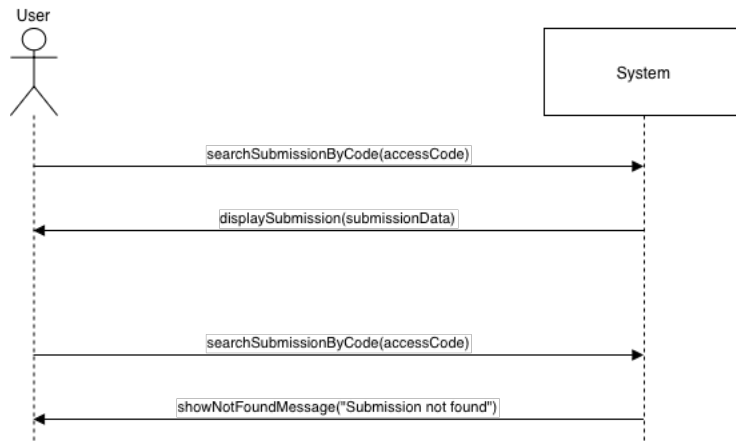 User
System
searchSubmissionByCode(accessCode)
displaySubmission(submissionData)
searchSubmissionByCode(accessCode)
showNotFoundMessage("Submission not found")